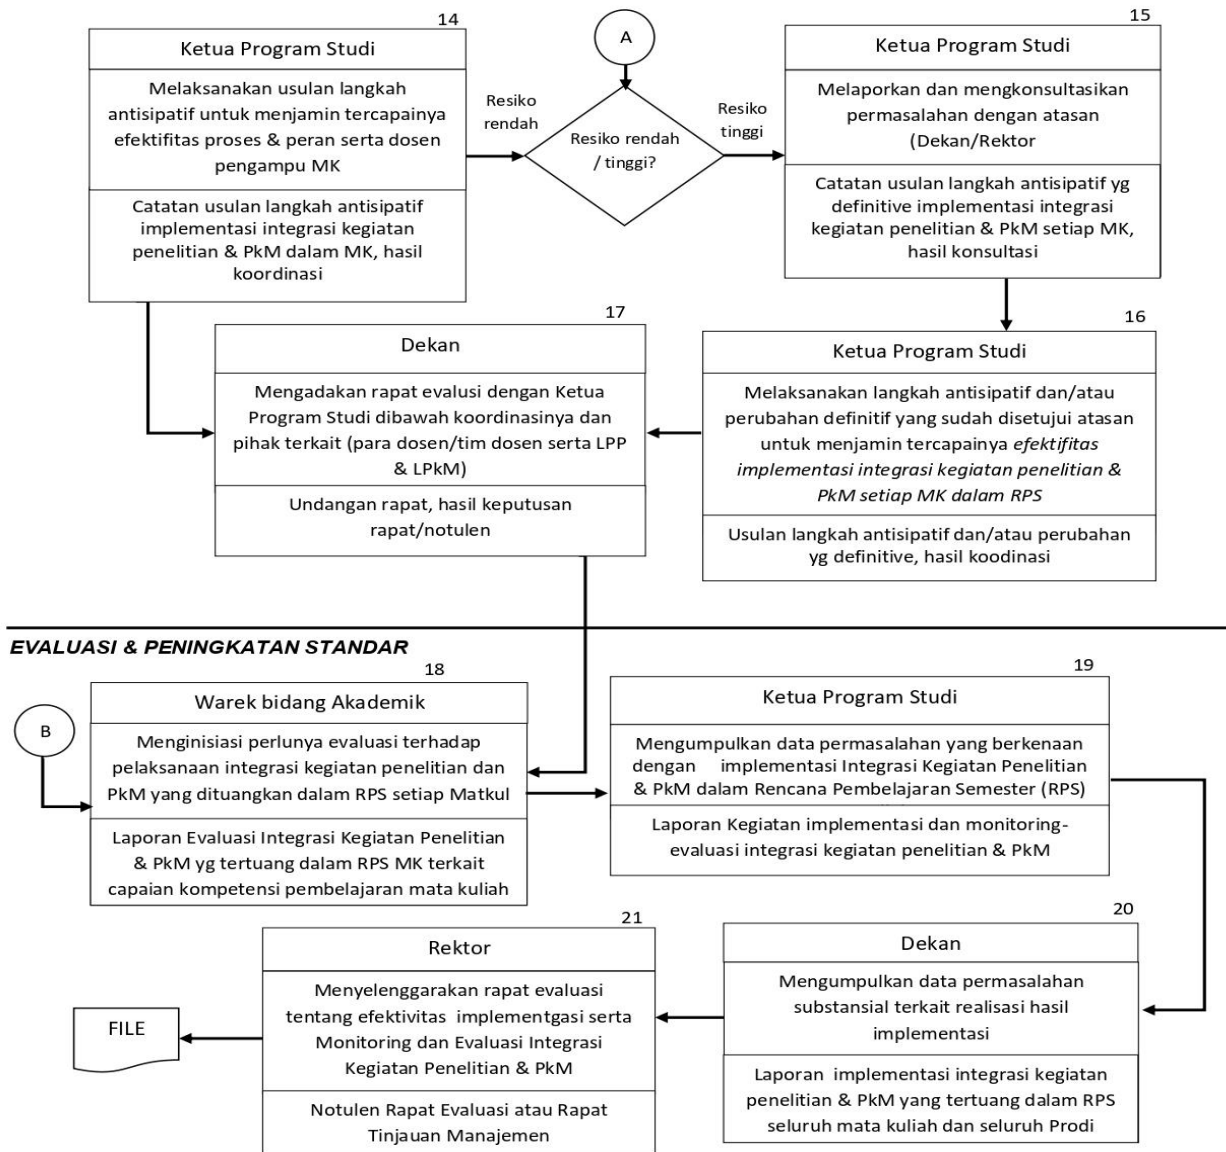 14
Ketua Program Studi
Melaksanakan usulan langkah
antisipatif untuk menjamin tercapainya
efektifitas proses & peran serta dosen
pengampu MK
Catatan usulan langkah antisipatif
implementasi integrasi kegiatan
penelitian & PkM dalam MK, hasil
koordinasi
A
Resiko
rendah
Resiko rendah
/ tinggi?
Resiko
tinggi
15
Ketua Program Studi
Melaporkan dan mengkonsultasikan
permasalahan dengan atasan
(Dekan/Rektor
Catatan usulan langkah antisipatif yg
definitive implementasi integrasi
kegiatan penelitian & PkM setiap MK,
hasil konsultasi
16
Ketua Program Studi
Melaksanakan langkah antisipatif dan/atau
perubahan definitif yang sudah disetujui atasan
untuk menjamin tercapainya efektifitas
implementasi integrasi kegiatan penelitian &
PkM setiap MK dalam RPS
Usulan langkah antisipatif dan/atau perubahan
yg definitive, hasil koodinasi
17
Dekan
Mengadakan rapat evalusi dengan Ketua
Program Studi dibawah koordinasinya dan
pihak terkait (para dosen/tim dosen serta LPP
& LPkM)
Undangan rapat, hasil keputusan
rapat/notulen
EVALUASI & PENINGKATAN STANDAR
B
18
Warek bidang Akademik
Menginisiasi perlunya evaluasi terhadap
pelaksanaan integrasi kegiatan penelitian dan
PkM yang dituangkan dalam RPS setiap Matkul
Laporan Evaluasi Integrasi Kegiatan Penelitian
& PkM yg tertuang dalam RPS MK terkait
capaian kompetensi pembelajaran mata kuliah
19
Ketua Program Studi
Mengumpulkan data permasalahan yang berkenaan
dengan implementasi Integrasi Kegiatan Penelitian
& PkM dalam Rencana Pembelajaran Semester (RPS)
Laporan Kegiatan implementasi dan monitoring-
evaluasi integrasi kegiatan penelitian & PkM
20
Dekan
Mengumpulkan data permasalahan
substansial terkait realisasi hasil
implementasi
Laporan implementasi integrasi kegiatan
penelitian & PkM yang tertuang dalam RPS
seluruh mata kuliah dan seluruh Prodi
21
Rektor
Menyelenggarakan rapat evaluasi
tentang efektivitas implementgasi serta
Monitoring dan Evaluasi Integrasi
Kegiatan Penelitian & PkM
Notulen Rapat Evaluasi atau Rapat
Tinjauan Manajemen
FILE